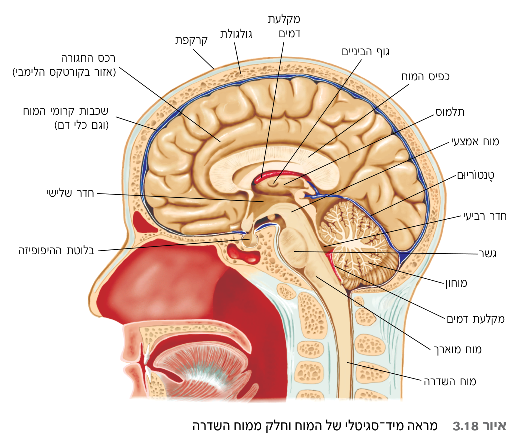 מקלעת
דמים
גולגולת
קרקפת
גוף הביניים
רכס החגורה
(אזור בקורטקס הלימבי)
כפיס המוח
שכבות קרומי המוח
(וגם כלי דם)
תלמוס
מוח אמצעי
טֶנטוֹריוּם
חדר שלישי
חדר רביעי
בלוטת ההיפופיזה
גשר
מוחון
מקלעת דמים
מוח מוארך
מוח השדרה
איור 3.18 מראה מיד־סגיטלי של המוח וחלק ממוח השדרה